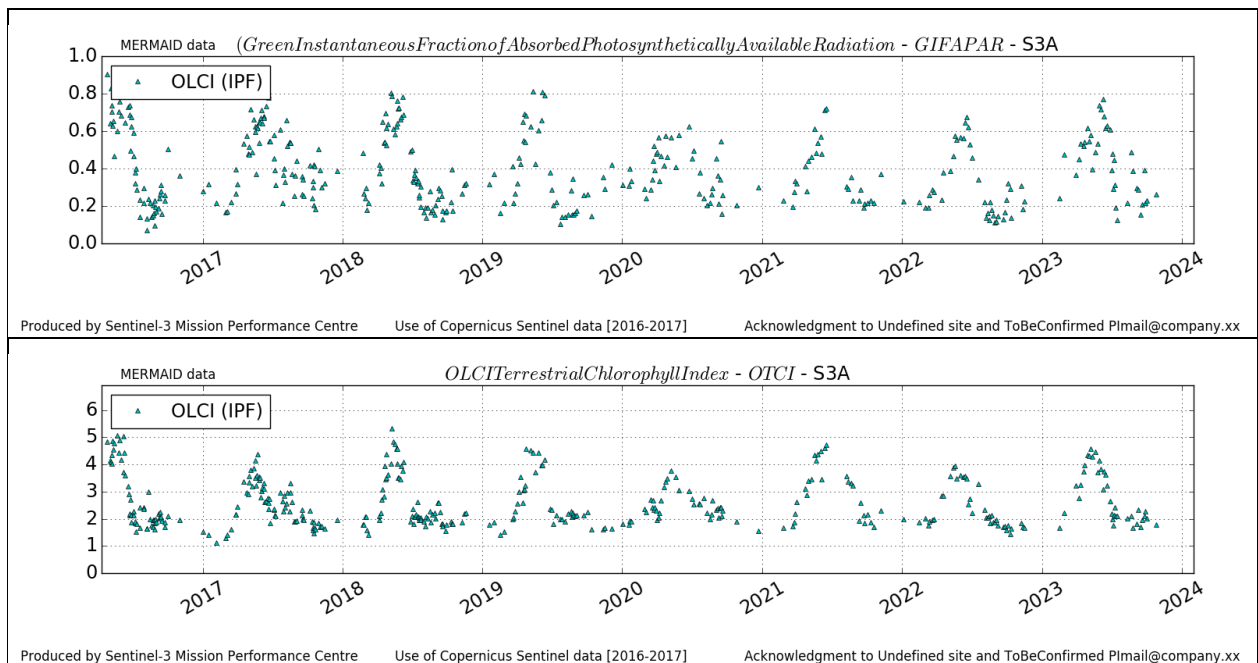 MERMAID data (GreenInstantaneousFractionofAbsorbedPhotosyntheticallyAvailableRadiation - GIFAPAR - S3A
1.0
OLCI (IPF)
0.8
0.6
0.4
0.2
0.0
2017 2018 2019 2020 2021 2022 2023 2024
Produced by Sentinel-3 Mission Performance Centre Use of Copernicus Sentinel data [2016-2017] Acknowledgment to Undefined site and ToBeConfirmed PImail@company.xx
MERMAID data OLCITerrestrialChlorophyllIndex - OTCI - S3A
OLCI (IPF)
6
5
4
3
2
1
0
2017 2018 2019 2020 2021 2022 2023 2024
Produced by Sentinel-3 Mission Performance Centre Use of Copernicus Sentinel data [2016-2017] Acknowledgment to Undefined site and ToBeConfirmed PImail@company.xx